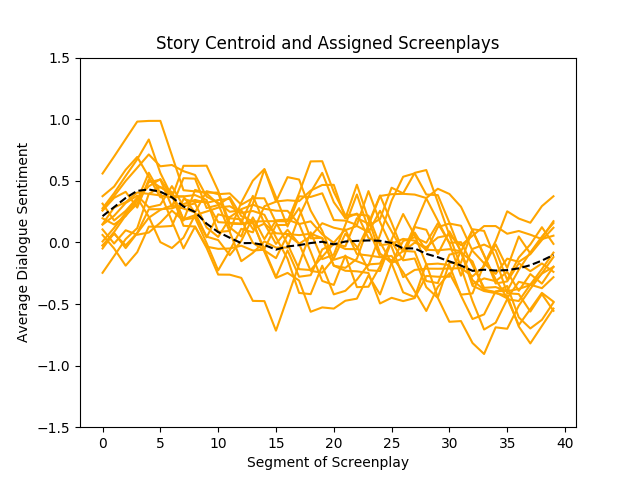 Story Centroid and Assigned Screenplays
1.5
1.0
0.5
0.0
−0.5
−1.0
−1.5
Average Dialogue Sentiment
0 5 10 15 20 25 30 35 40
Segment of Screenplay